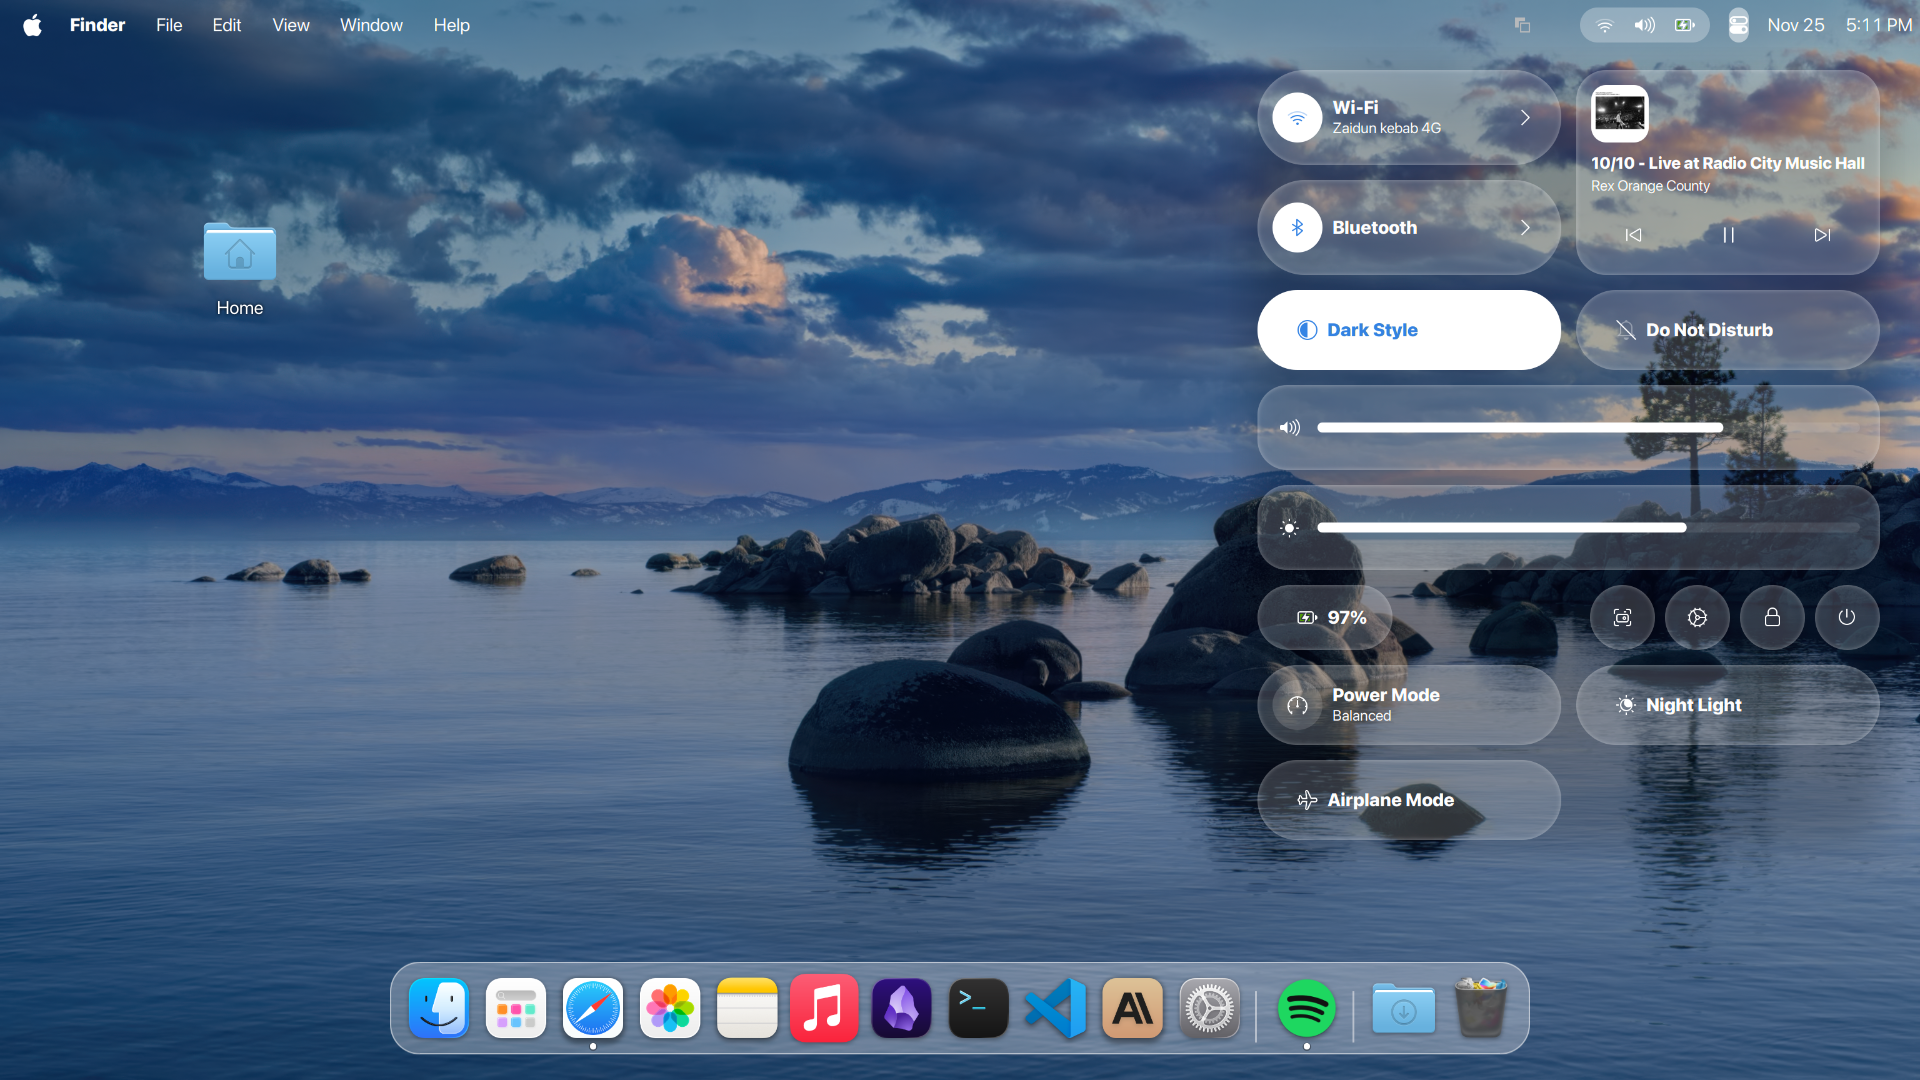 Finder File Edit View Window Help
Nov 25 5:11 PM
Wi-Fi
Zaidun kebab 4G
10/10 - Live at Radio City Music Hall
Rex Orange County
Bluetooth
Home
Dark Style
Do Not Disturb
97%
Power Mode
Balanced
Night Light
Airplane Mode
>_